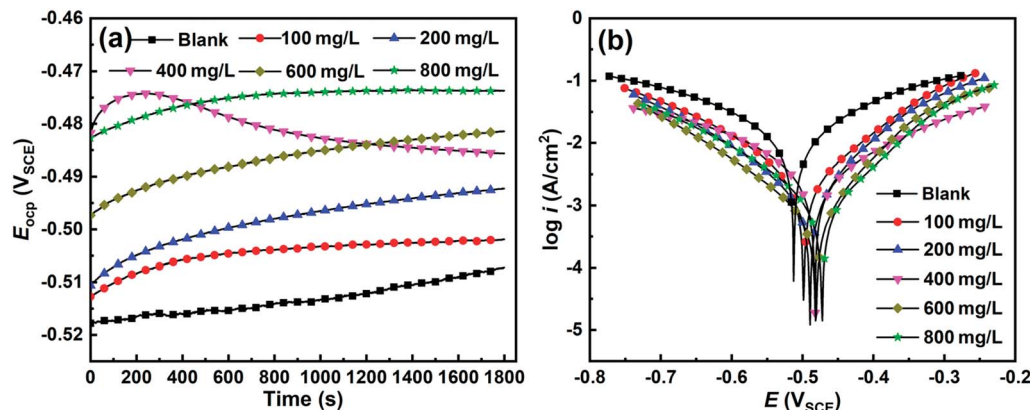 (a)
Blank 100 mg/L 200 mg/L
400 mg/L 600 mg/L 800 mg/L
-0.46
-0.47
-0.48
-0.49
-0.50
-0.51
-0.52
Eocp (VSCE)
0 200 400 600 800 1000 1200 1400 1600 1800
Time (s)
(b)
0
-1
-2
-3
-4
-5
log i (A/cm²)
Blank
100 mg/L
200 mg/L
400 mg/L
600 mg/L
800 mg/L
-0.8 -0.7 -0.6 -0.5 -0.4 -0.3 -0.2
E (VSCE)